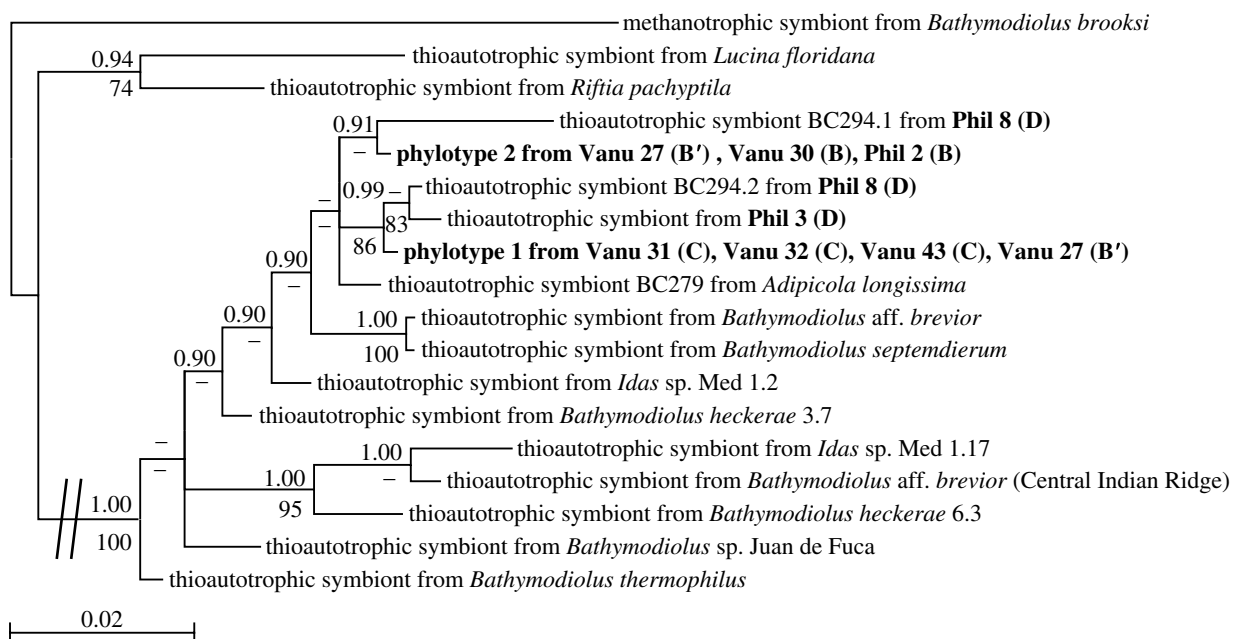 methanotrophic symbiont from Bathymodiolus brooksi
0.94
thioautotrophic symbiont from Lucina floridana
74
thioautotrophic symbiont from Riftia pachyptila
0.91
thioautotrophic symbiont BC294.1 from Phil 8 (D)
–
phylotype 2 from Vanu 27 (B′) , Vanu 30 (B), Phil 2 (B)
0.99
–
thioautotrophic symbiont BC294.2 from Phil 8 (D)
–
–
83
thioautotrophic symbiont from Phil 3 (D)
86
phylotype 1 from Vanu 31 (C), Vanu 32 (C), Vanu 43 (C), Vanu 27 (B′)
0.90
–
thioautotrophic symbiont BC279 from Adipicola longissima
0.90
–
1.00
thioautotrophic symbiont from Bathymodiolus aff. brevior
100
thioautotrophic symbiont from Bathymodiolus septemdierum
0.90
–
thioautotrophic symbiont from Idas sp. Med 1.2
thioautotrophic symbiont from Bathymodiolus heckerae 3.7
–
–
1.00
thioautotrophic symbiont from Idas sp. Med 1.17
–
1.00
thioautotrophic symbiont from Bathymodiolus aff. brevior (Central Indian Ridge)
95
thioautotrophic symbiont from Bathymodiolus heckerae 6.3
1.00
100
thioautotrophic symbiont from Bathymodiolus sp. Juan de Fuca
thioautotrophic symbiont from Bathymodiolus thermophilus
0.02